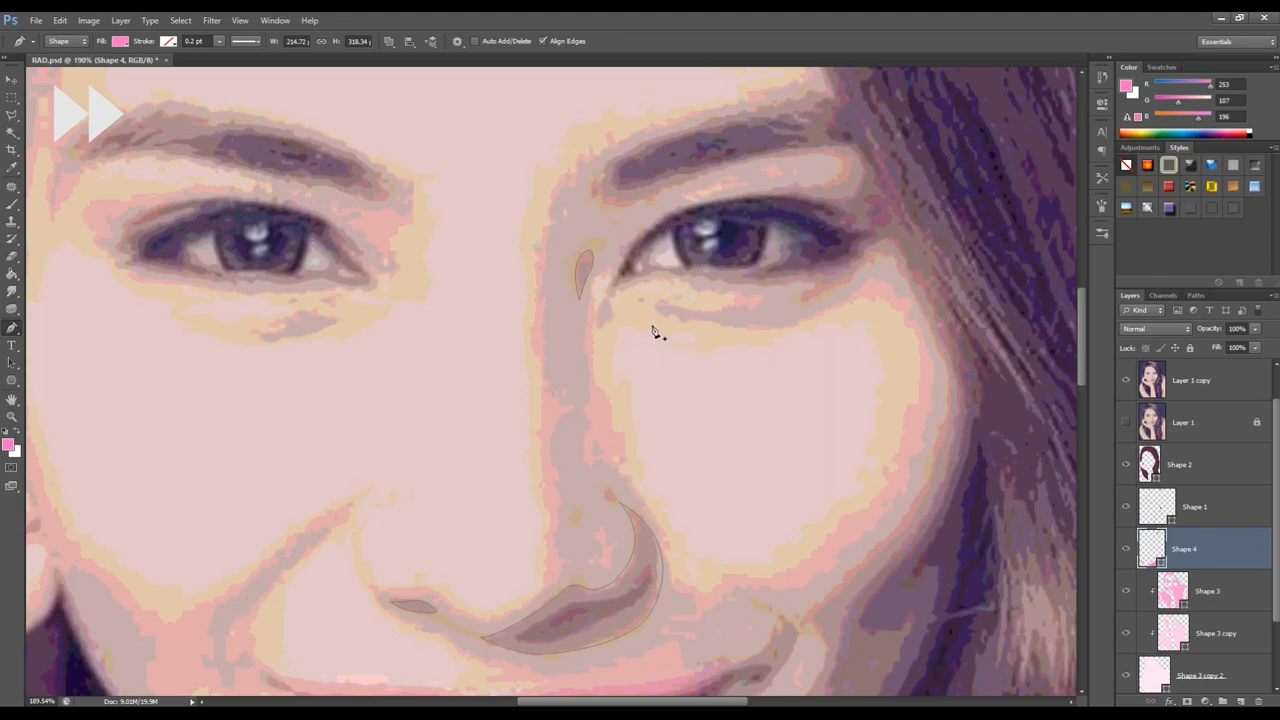 Ps File Edit Image Layer Type Select Filter View Window Help
Shape Fill: Stroke: 0.2 pt W: 214.72 H: 318.34 Auto Add/Delete Align Edges Essentials
RAD.psd @ 190% (Shape 4, RGB/8) * ×
Color Swatches
R 253
G 107
B 196
Adjustments Styles
Layers Channels Paths
Kind
Normal Opacity: 100%
Lock: Fill: 100%
Layer 1 copy
Layer 1
Shape 2
Shape 1
Shape 4
Shape 3
Shape 3 copy
Shape 3 copy 2
189.54% Doc: 9.01M/19.9M